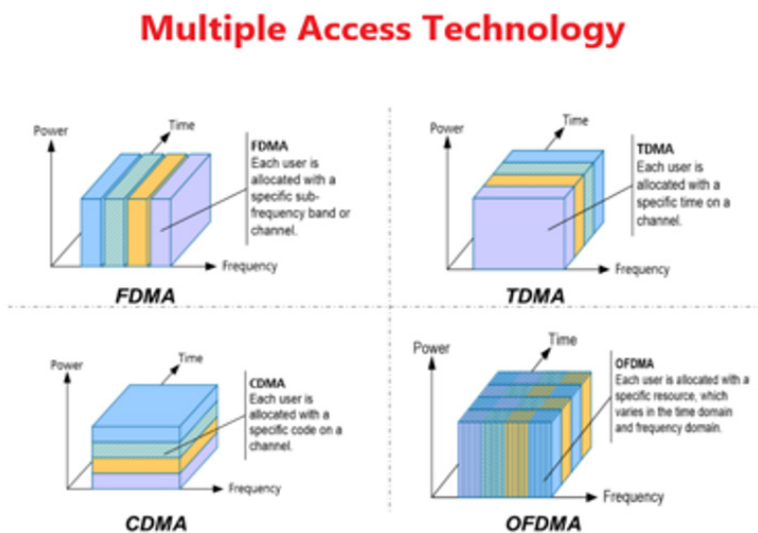 Multiple Access Technology
Power
Time
FDMA
Each user is
allocated with a
specific sub-
frequency band or
channel.
Frequency
FDMA
Power
Time
TDMA
Each user is
allocated with a
specific time on a
channel.
Frequency
TDMA
Power
Time
CDMA
Each user is
allocated with a
specific code on a
channel.
Frequency
CDMA
Power
Time
OFDMA
Each user is allocated with a
specific resource, which
varies in the time domain
and frequency domain.
Frequency
OFDMA